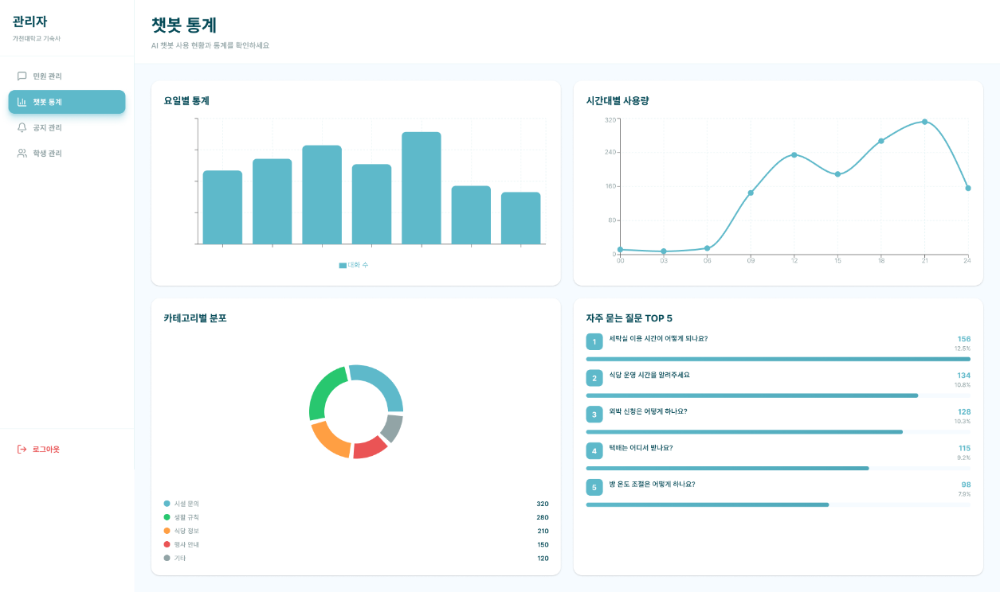 관리자
가천대학교 기숙사
민원 관리
챗봇 통계
공지 관리
학생 관리
로그아웃
챗봇 통계
AI 챗봇 사용 현황과 통계를 확인하세요
요일별 통계
대화 수
시간대별 사용량
320
240
160
80
0
00 03 06 09 12 15 18 21 24
카테고리별 분포
시설 문의 320
생활 규칙 280
식당 정보 210
행사 안내 150
기타 120
자주 묻는 질문 TOP 5
1 세탁실 이용 시간이 어떻게 되나요? 156
12.5%
2 식당 운영 시간을 알려주세요 134
10.8%
3 외박 신청은 어떻게 하나요? 128
10.3%
4 택배는 어디서 받나요? 115
9.2%
5 방 온도 조절은 어떻게 하나요? 98
7.9%